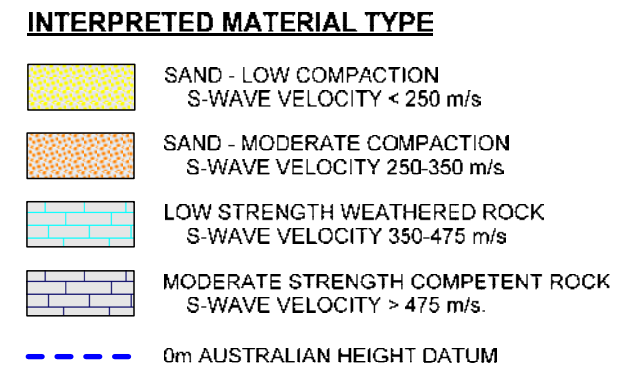 INTERPRETED MATERIAL TYPE
SAND - LOW COMPACTION
S-WAVE VELOCITY < 250 m/s
SAND - MODERATE COMPACTION
S-WAVE VELOCITY 250-350 m/s
LOW STRENGTH WEATHERED ROCK
S-WAVE VELOCITY 350-475 m/s
MODERATE STRENGTH COMPETENT ROCK
S-WAVE VELOCITY > 475 m/s.
0m AUSTRALIAN HEIGHT DATUM